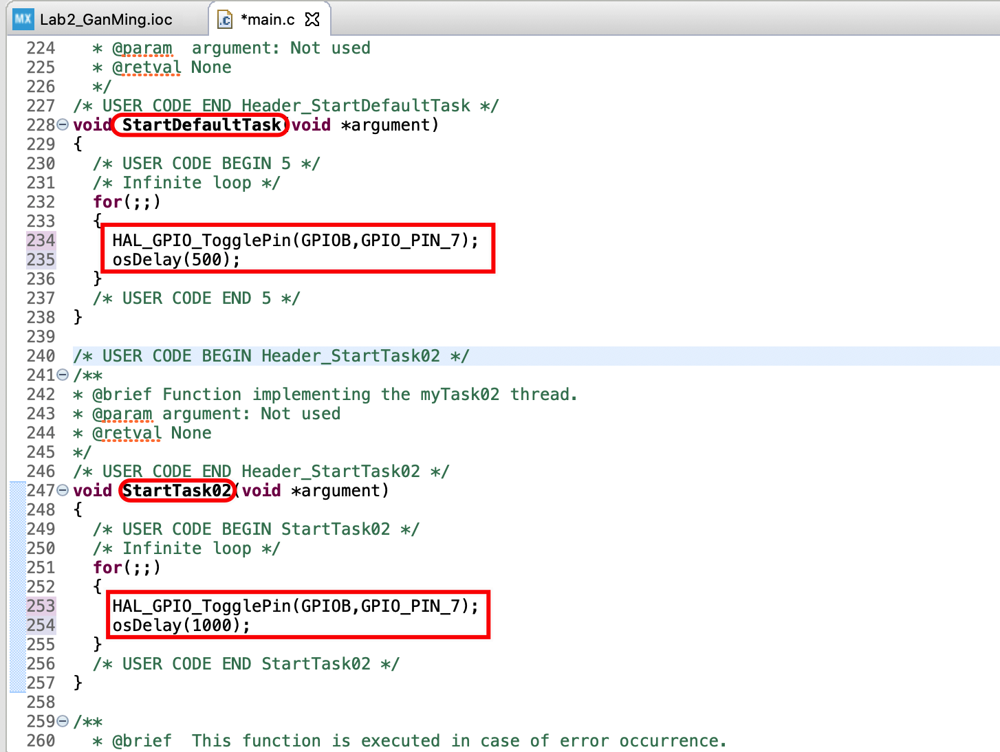 MX Lab2_GanMing.ioc .c *main.c
224   * @param  argument: Not used
225   * @retval None
226   */
227 /* USER CODE END Header_StartDefaultTask */
228 void StartDefaultTask(void *argument)
229 {
230   /* USER CODE BEGIN 5 */
231   /* Infinite loop */
232   for(;;)
233   {
234     HAL_GPIO_TogglePin(GPIOB,GPIO_PIN_7);
235     osDelay(500);
236   }
237   /* USER CODE END 5 */
238 }
239
240 /* USER CODE BEGIN Header_StartTask02 */
241 /**
242 * @brief Function implementing the myTask02 thread.
243 * @param argument: Not used
244 * @retval None
245 */
246 /* USER CODE END Header_StartTask02 */
247 void StartTask02(void *argument)
248 {
249   /* USER CODE BEGIN StartTask02 */
250   /* Infinite loop */
251   for(;;)
252   {
253     HAL_GPIO_TogglePin(GPIOB,GPIO_PIN_7);
254     osDelay(1000);
255   }
256   /* USER CODE END StartTask02 */
257 }
258
259 /**
260   * @brief  This function is executed in case of error occurrence.